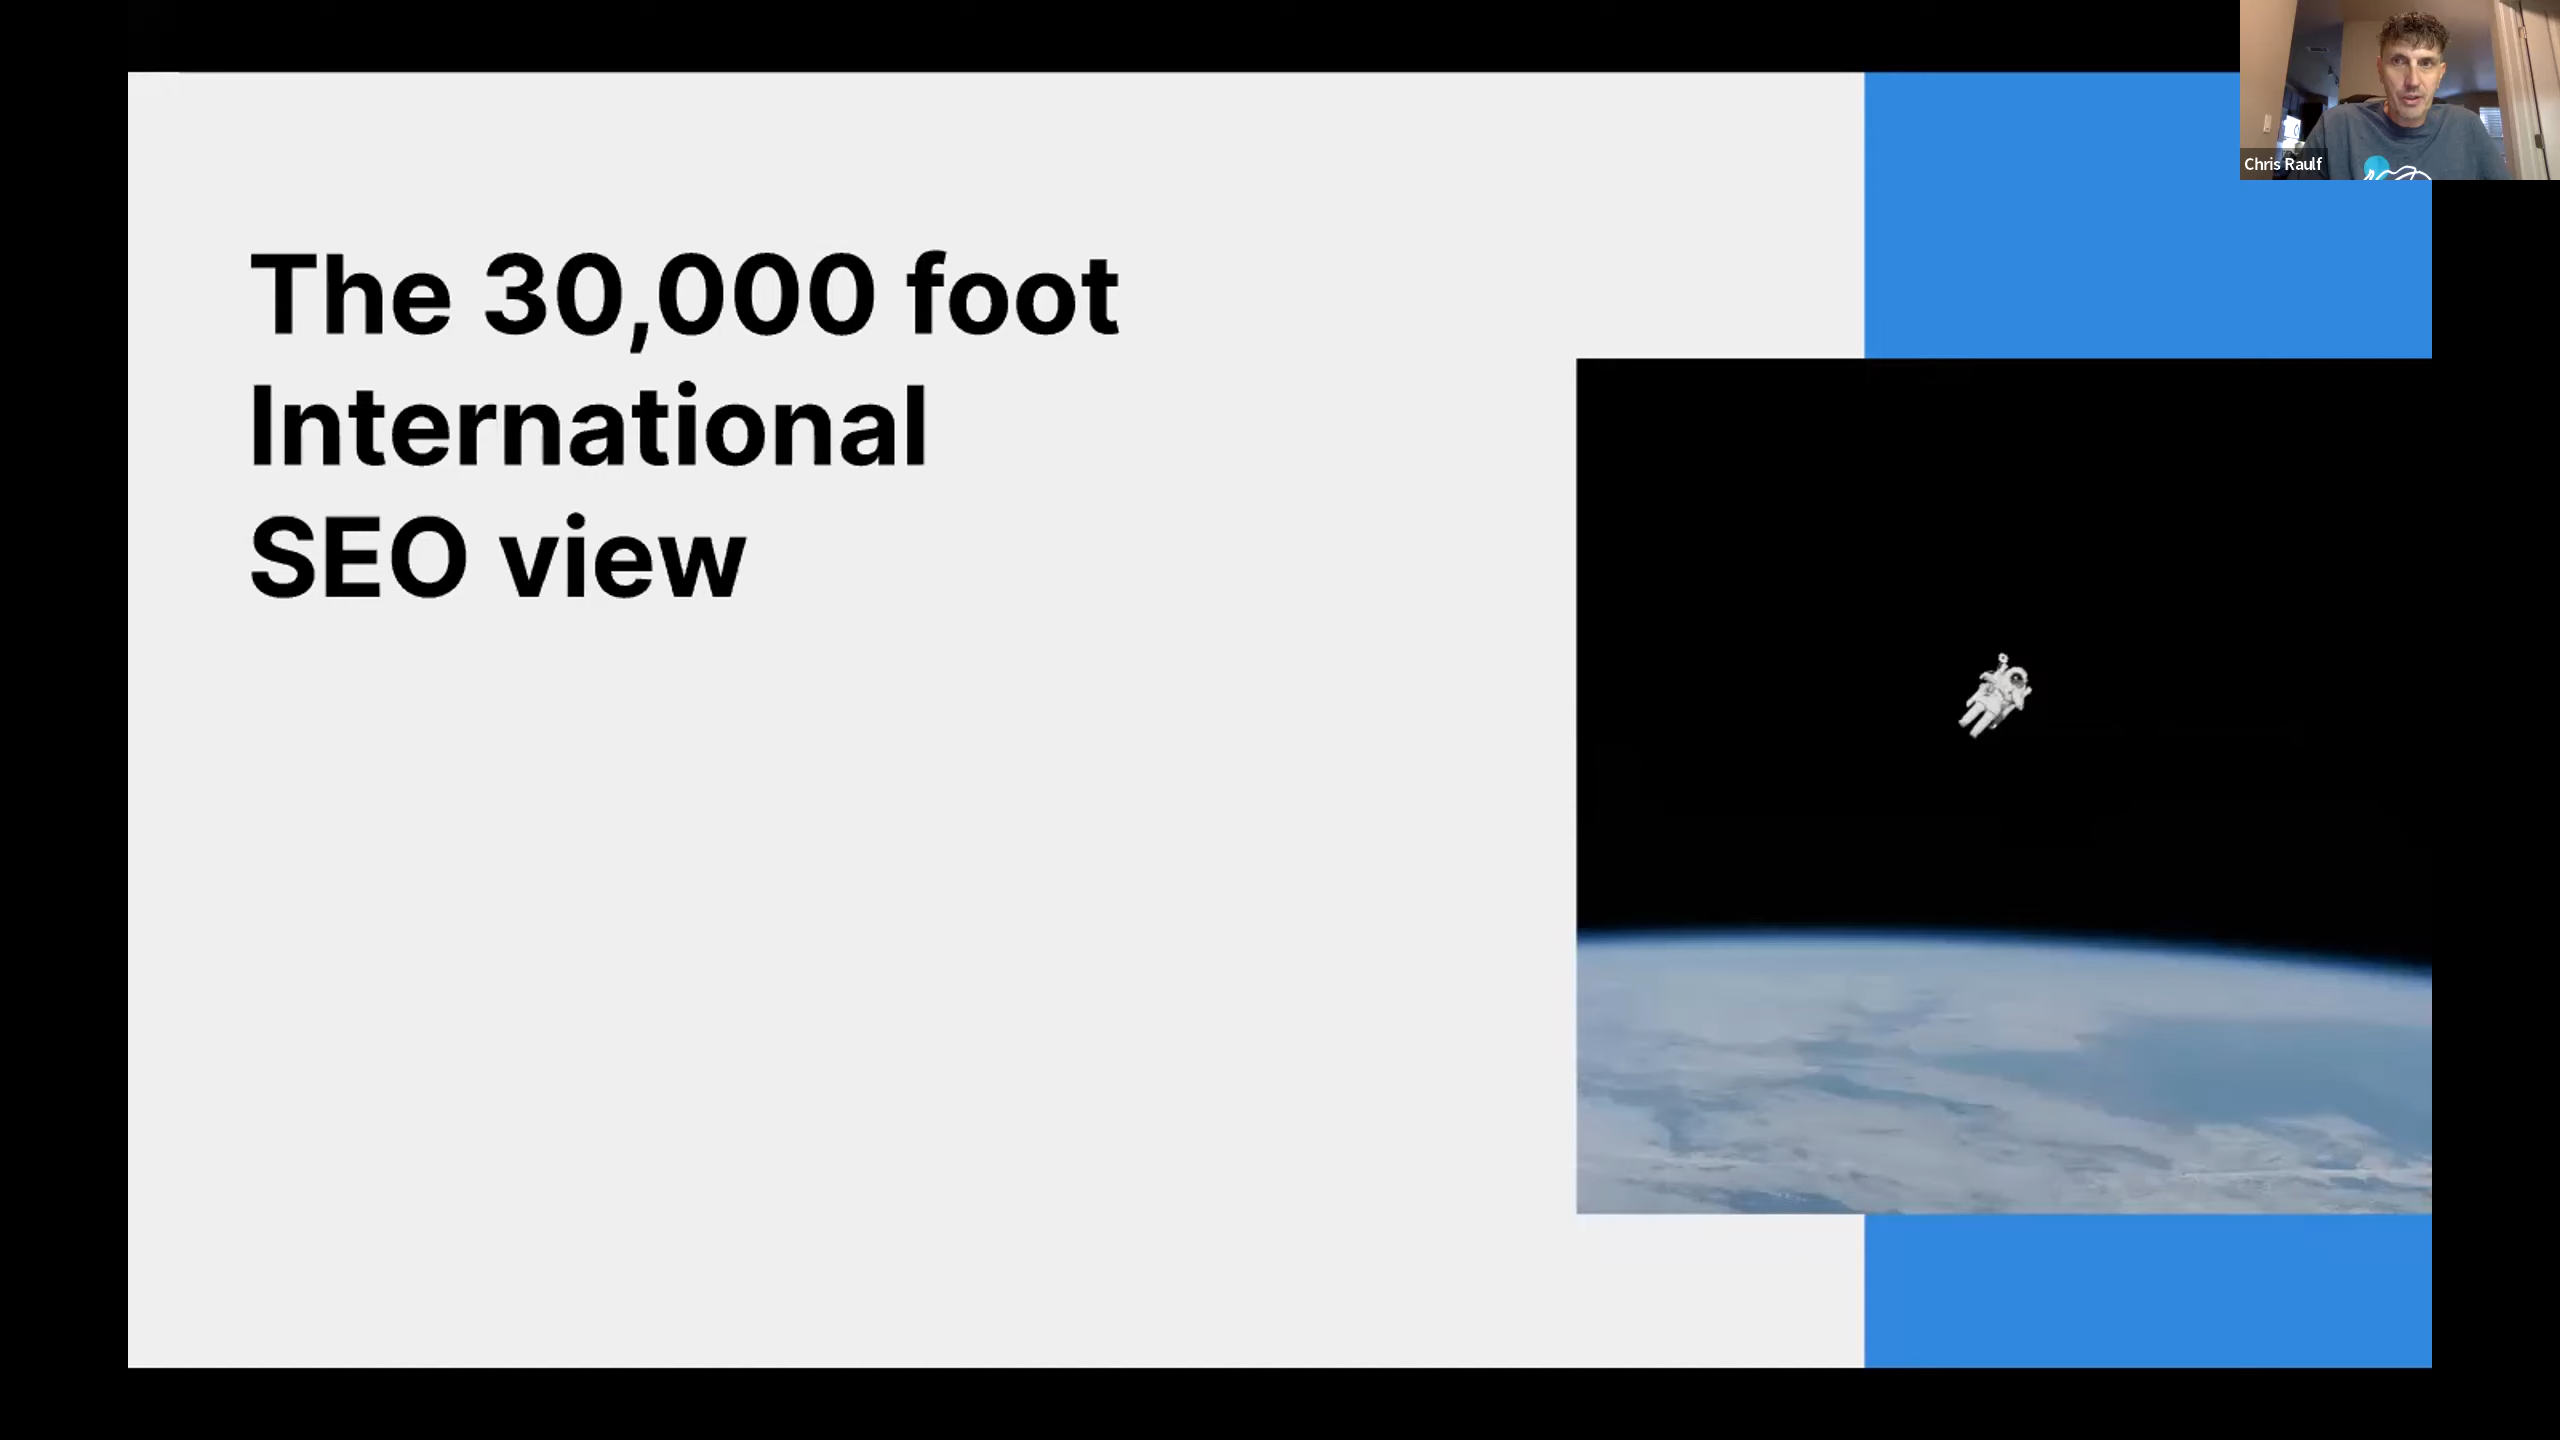 The 30,000 foot
International
SEO view
Chris Raulf